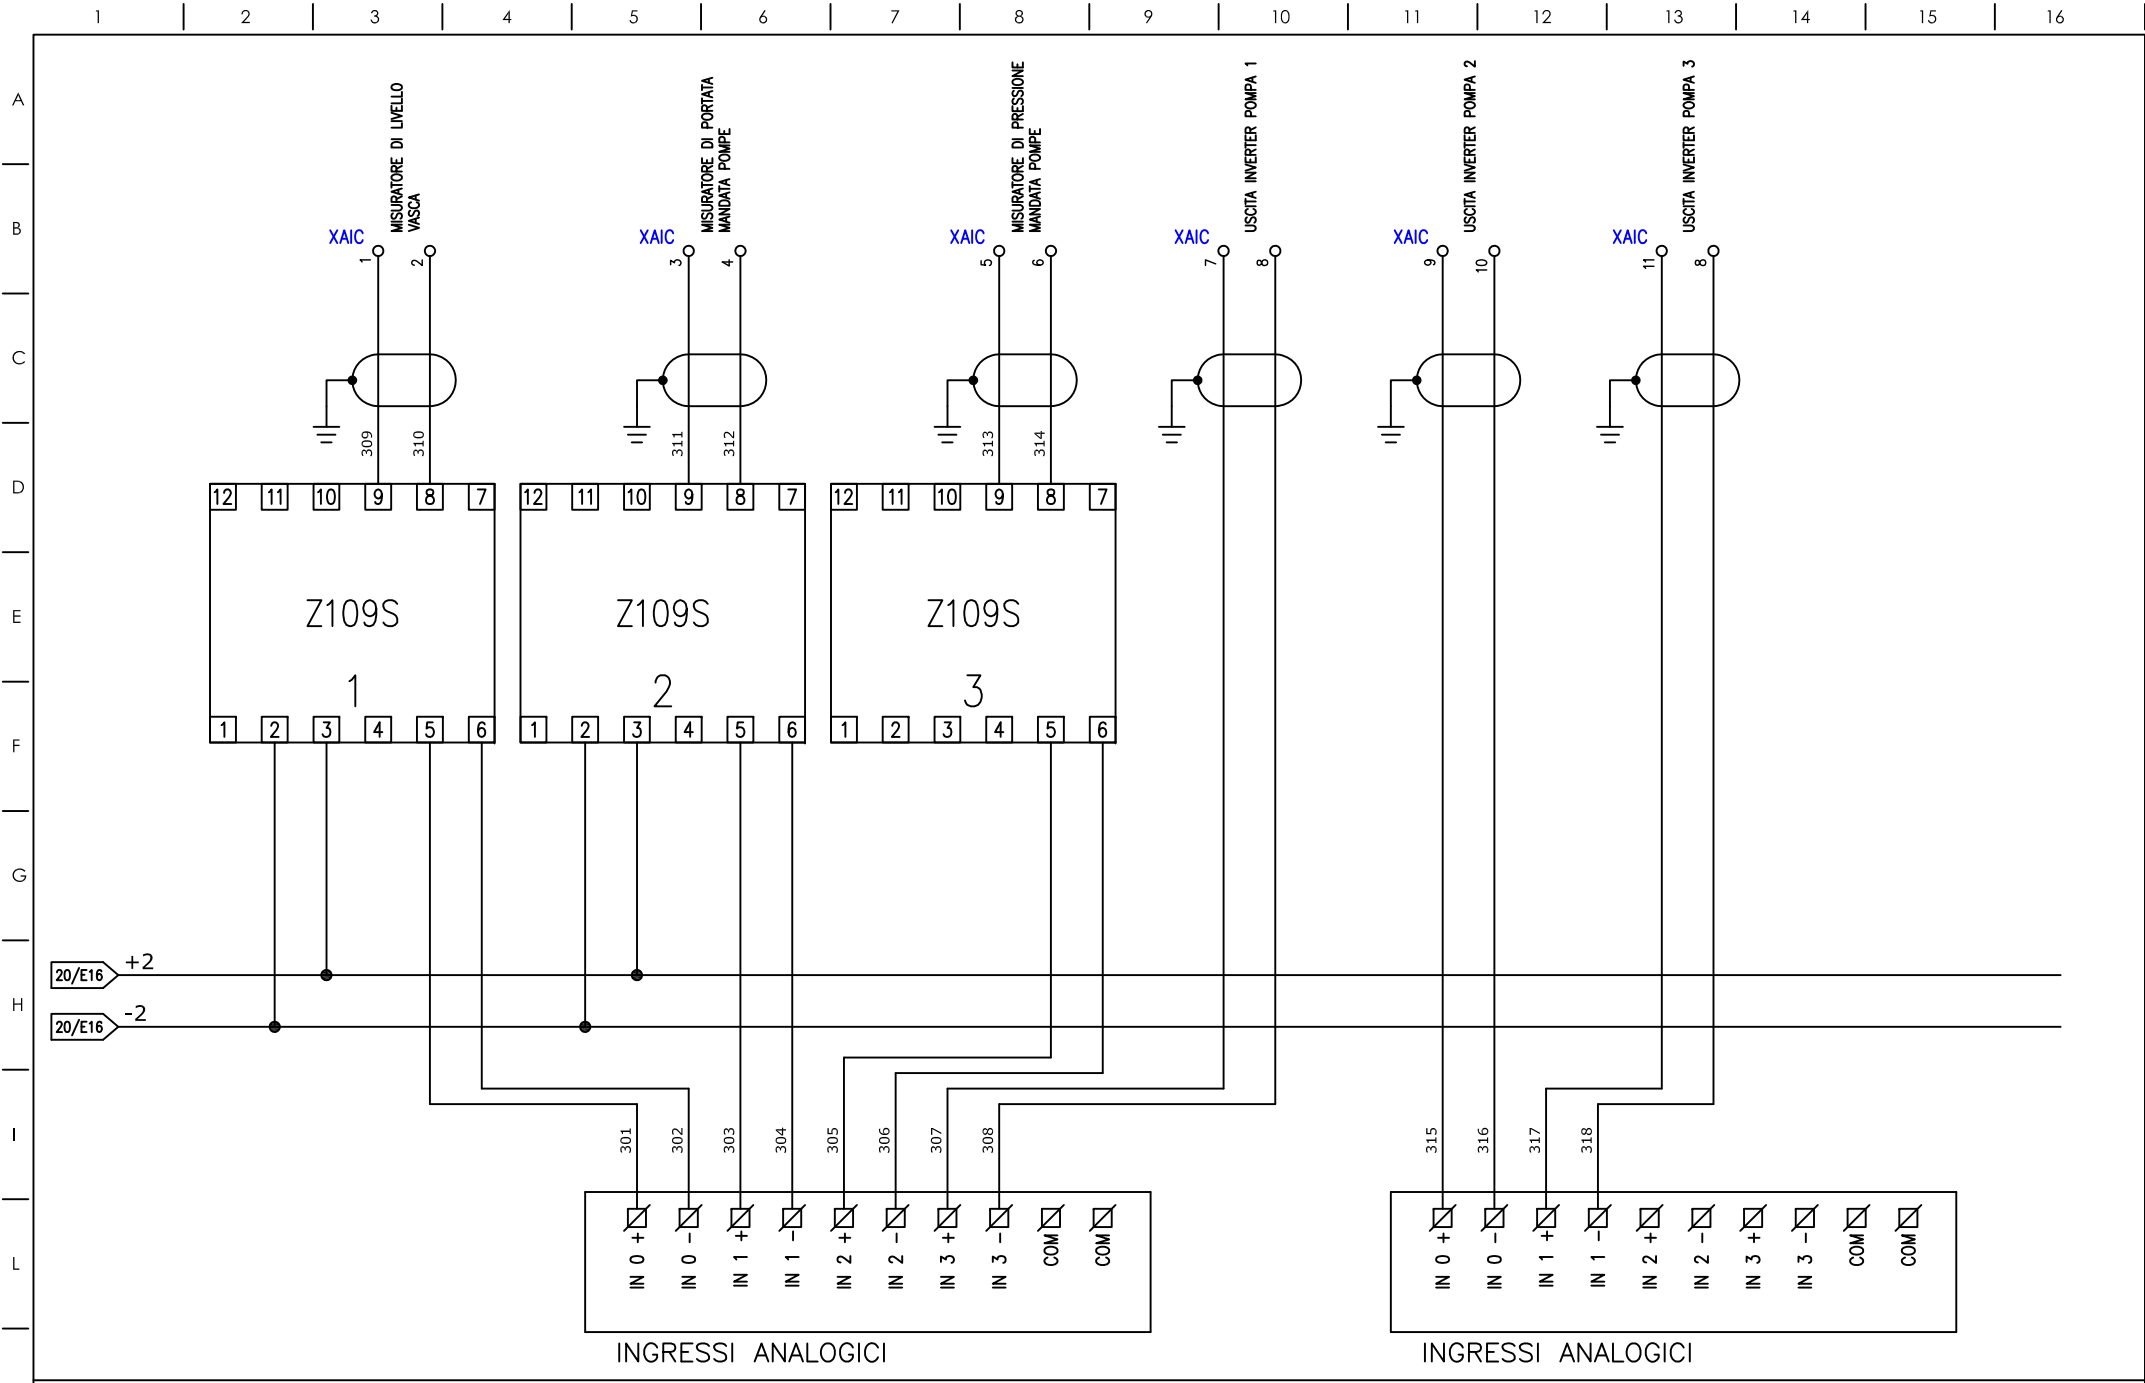 1 2 3 4 5 6 7 8 9 10 11 12 13 14 15 16
A
B
C
D
E
F
G
H
I
L
MISURATORE DI LIVELLO
VASCA
MISURATORE DI PORTATA
MANDATA POMPE
MISURATORE DI PRESSIONE
MANDATA POMPE
USCITA INVERTER POMPA 1
USCITA INVERTER POMPA 2
USCITA INVERTER POMPA 3
XAIC 1 2
XAIC 3 4
XAIC 5 6
XAIC 7 8
XAIC 9 10
XAIC 11 8
309 310
311 312
313 314
12 11 10 9 8 7
Z109S
1
1 2 3 4 5 6
12 11 10 9 8 7
Z109S
2
1 2 3 4 5 6
12 11 10 9 8 7
Z109S
3
1 2 3 4 5 6
20/E16 +2
20/E16 -2
301 302 303 304 305 306 307 308
315 316 317 318
IN 0 +
IN 0 -
IN 1 +
IN 1 -
IN 2 +
IN 2 -
IN 3 +
IN 3 -
COM
COM
INGRESSI ANALOGICI
IN 0 +
IN 0 -
IN 1 +
IN 1 -
IN 2 +
IN 2 -
IN 3 +
IN 3 -
COM
COM
INGRESSI ANALOGICI